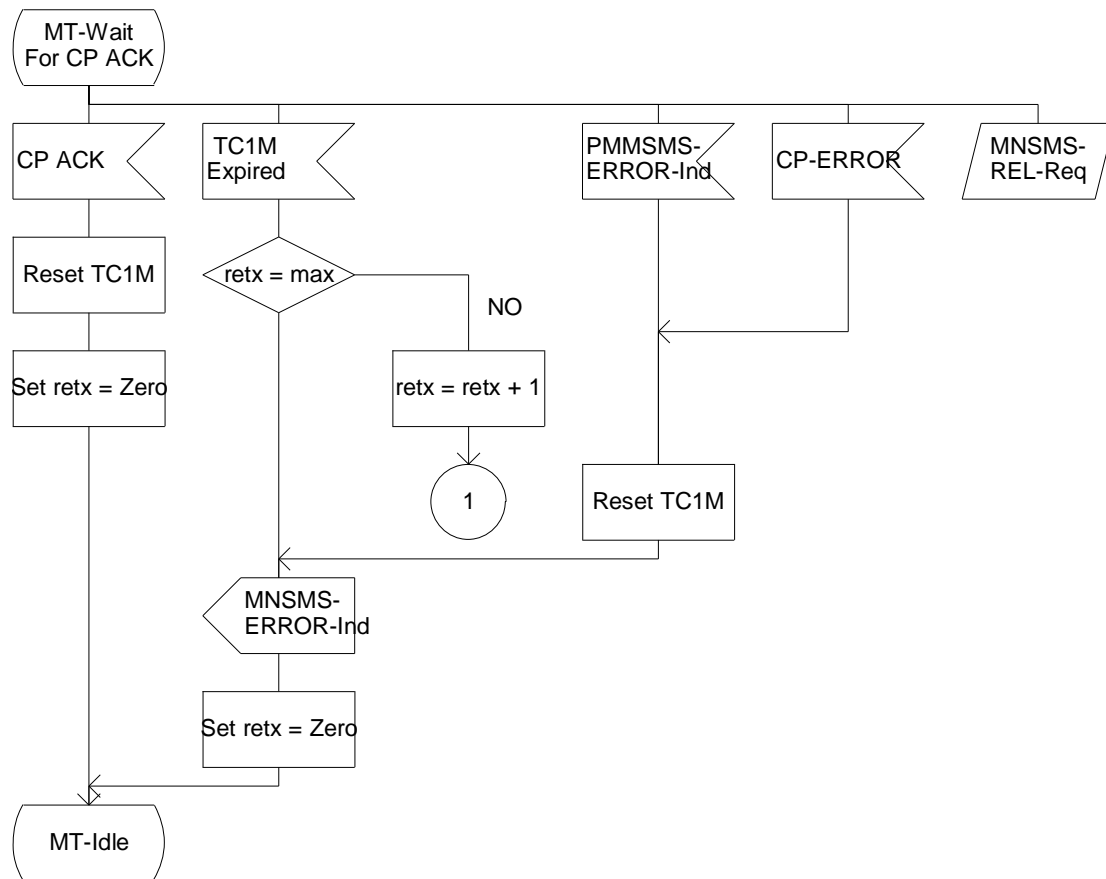 MT-Wait
For CP ACK
CP ACK
TC1M
Expired
PMMSMS-
ERROR-Ind
CP-ERROR
MNSMS-
REL-Req
Reset TC1M
retx = max
NO
Set retx = Zero
retx = retx + 1
1
Reset TC1M
MNSMS-
ERROR-Ind
Set retx = Zero
MT-Idle